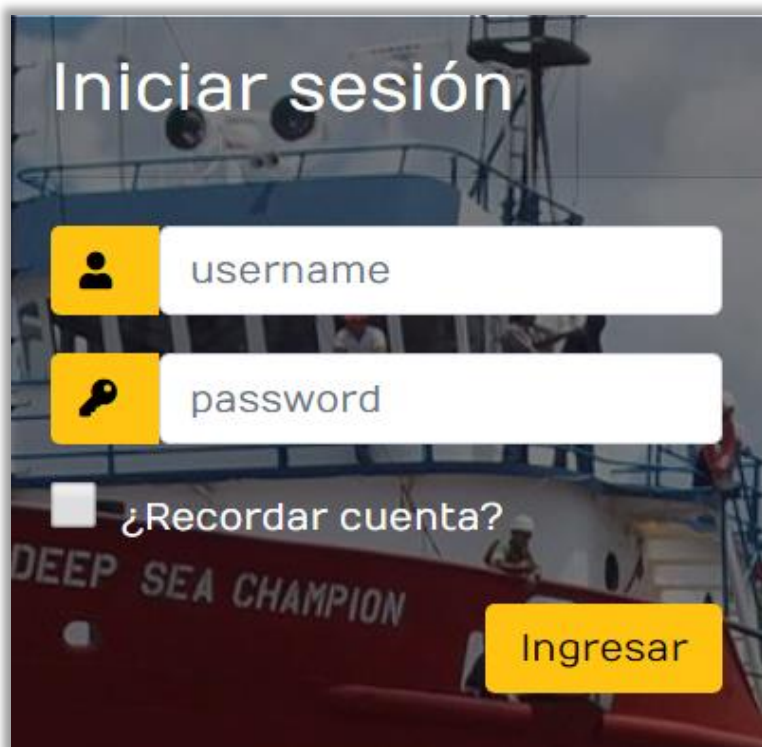 Iniciar sesión
username
password
¿Recordar cuenta?
DEEP SEA CHAMPION
Ingresar